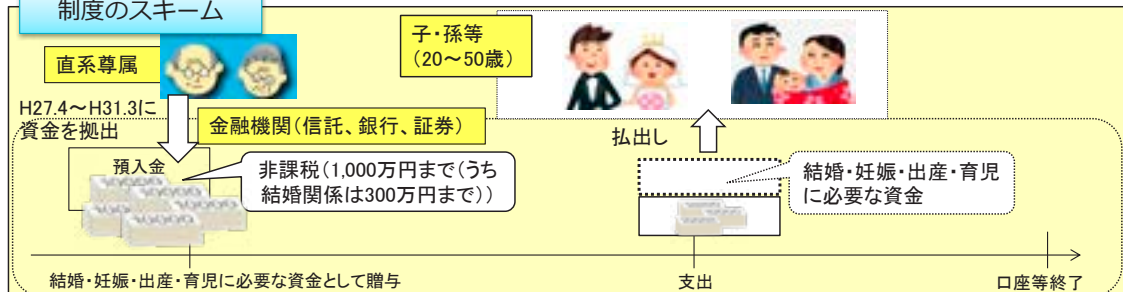 制度のスキーム
直系尊属
子・孫等
(20～50歳)
H27.4～H31.3に
資金を拠出
金融機関(信託、銀行、証券)
払出し
預入金
非課税(1,000万円まで(うち
結婚関係は300万円まで))
結婚・妊娠・出産・育児
に必要な資金
結婚・妊娠・出産・育児に必要な資金として贈与
支出
口座等終了